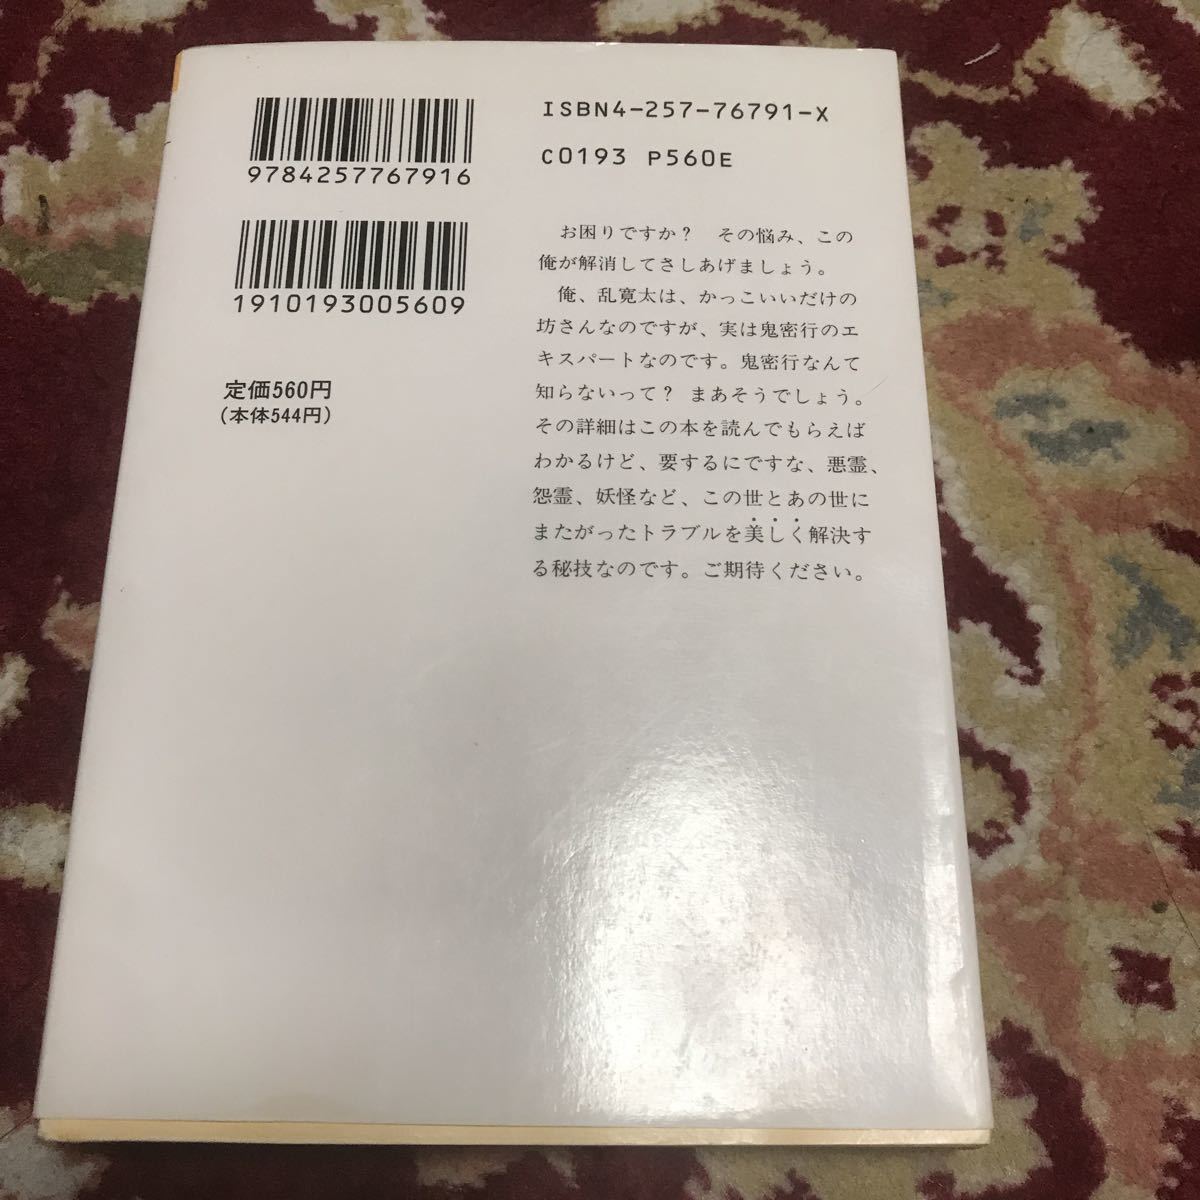 9784257767916
1910193005609
定価560円
(本体544円)
ISBN4-257-76791-X
C0193 P560E
お困りですか？ その悩み、この
俺が解消してさしあげましょう。
俺、乱寛太は、かっこいいだけの
坊さんなのですが、実は鬼密行のエ
キスパートなのです。鬼密行なんて
知らないって？ まあそうでしょう。
その詳細はこの本を読んでもらえば
わかるけど、要するにですな、悪霊、
怨霊、妖怪など、この世とあの世に
またがったトラブルを美しく解決す
る秘技なのです。ご期待ください。